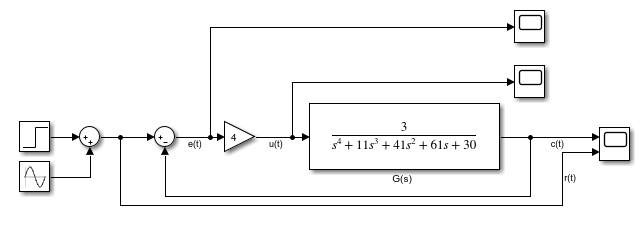 +
+
+
−
e(t)
4
u(t)
3
s⁴ + 11s³ + 41s² + 61s + 30
G(s)
c(t)
r(t)